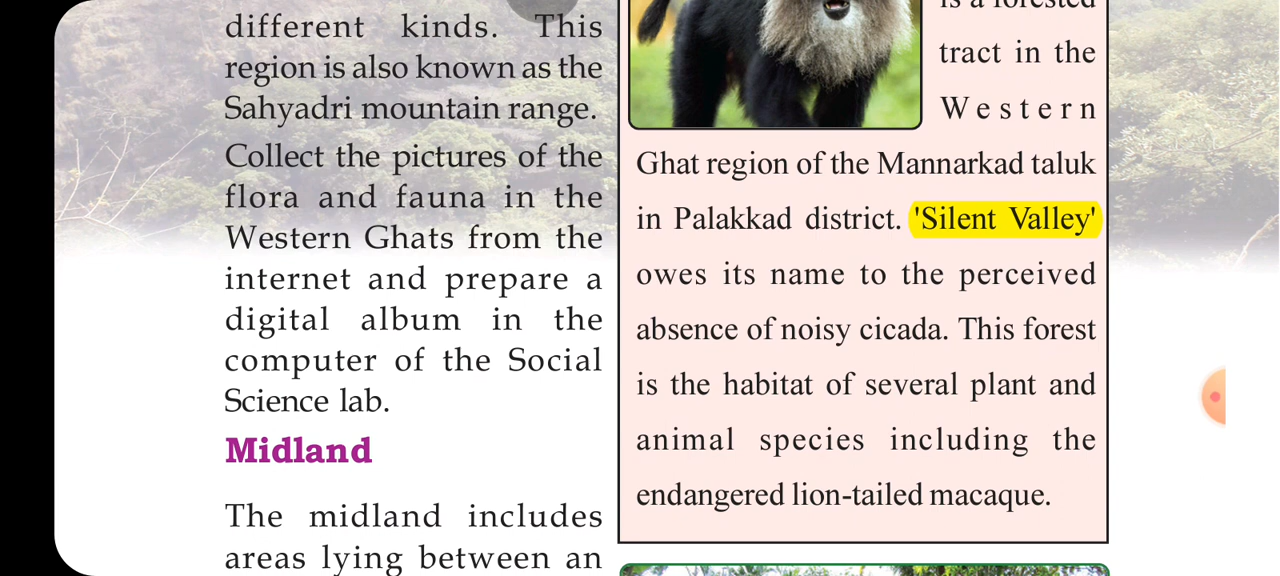 different kinds. This
region is also known as the
Sahyadri mountain range.
Collect the pictures of the
flora and fauna in the
Western Ghats from the
internet and prepare a
digital album in the
computer of the Social
Science lab.
Midland
The midland includes
areas lying between an
is a forested
tract in the
Western
Ghat region of the Mannarkad taluk
in Palakkad district. 'Silent Valley'
owes its name to the perceived
absence of noisy cicada. This forest
is the habitat of several plant and
animal species including the
endangered lion-tailed macaque.